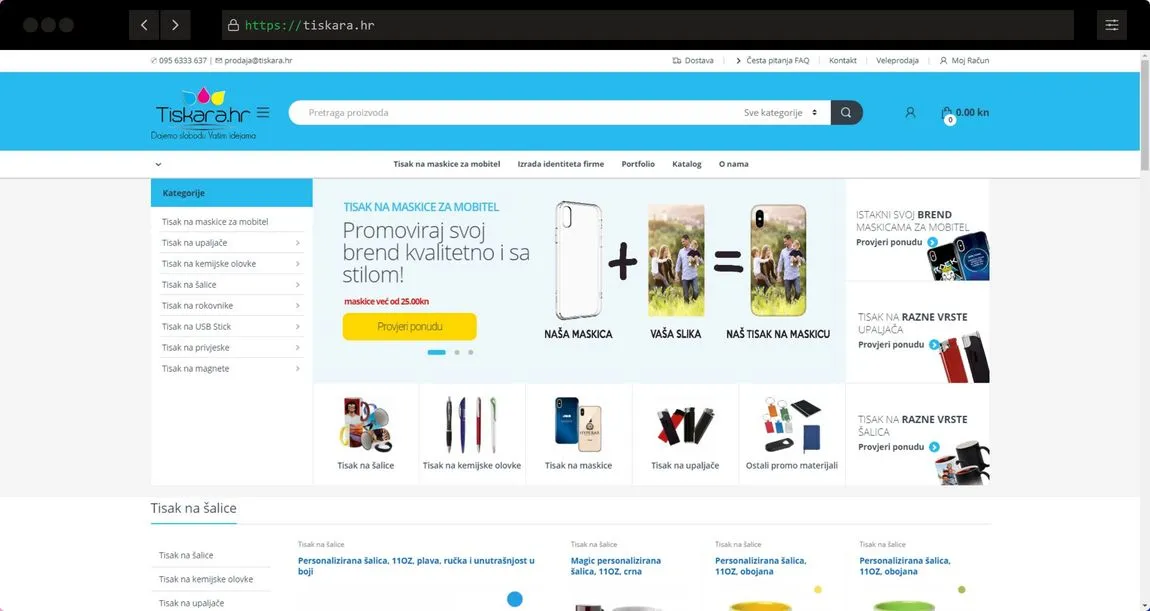 https://tiskara.hr
095 6333 637 | prodaja@tiskara.hr
Dostava
Česta pitanja FAQ
Kontakt
Veleprodaja
Moj Račun
Tiskara.hr
Dajemo slobodu Vašim idejama
Pretraga proizvoda
Sve kategorije
0
0.00 kn
Tisak na maskice za mobitel
Izrada identiteta firme
Portfolio
Katalog
O nama
Kategorije
Tisak na maskice za mobitel
Tisak na upaljače
Tisak na kemijske olovke
Tisak na šalice
Tisak na rokovnike
Tisak na USB Stick
Tisak na privjeske
Tisak na magnete
TISAK NA MASKICE ZA MOBITEL
Promoviraj svoj
brend kvalitetno i sa
stilom!
maskice već od 25.00kn
Provjeri ponudu
NAŠA MASKICA
VAŠA SLIKA
NAŠ TISAK NA MASKICU
ISTAKNI SVOJ BREND
MASKICAMA ZA MOBITEL
Provjeri ponudu
TISAK NA RAZNE VRSTE
UPALJAČA
Provjeri ponudu
TISAK NA RAZNE VRSTE
ŠALICA
Provjeri ponudu
Tisak na šalice
Tisak na kemijske olovke
Tisak na maskice
Tisak na upaljače
Ostali promo materijali
Tisak na šalice
Tisak na šalice
Tisak na kemijske olovke
Tisak na upaljače
Tisak na šalice
Personalizirana šalica, 11OZ, plava, ručka i unutrašnjost u
boji
Tisak na šalice
Magic personalizirana
šalica, 11OZ, crna
Tisak na šalice
Personalizirana šalica,
11OZ, obojana
Tisak na šalice
Personalizirana šalica,
11OZ, obojana